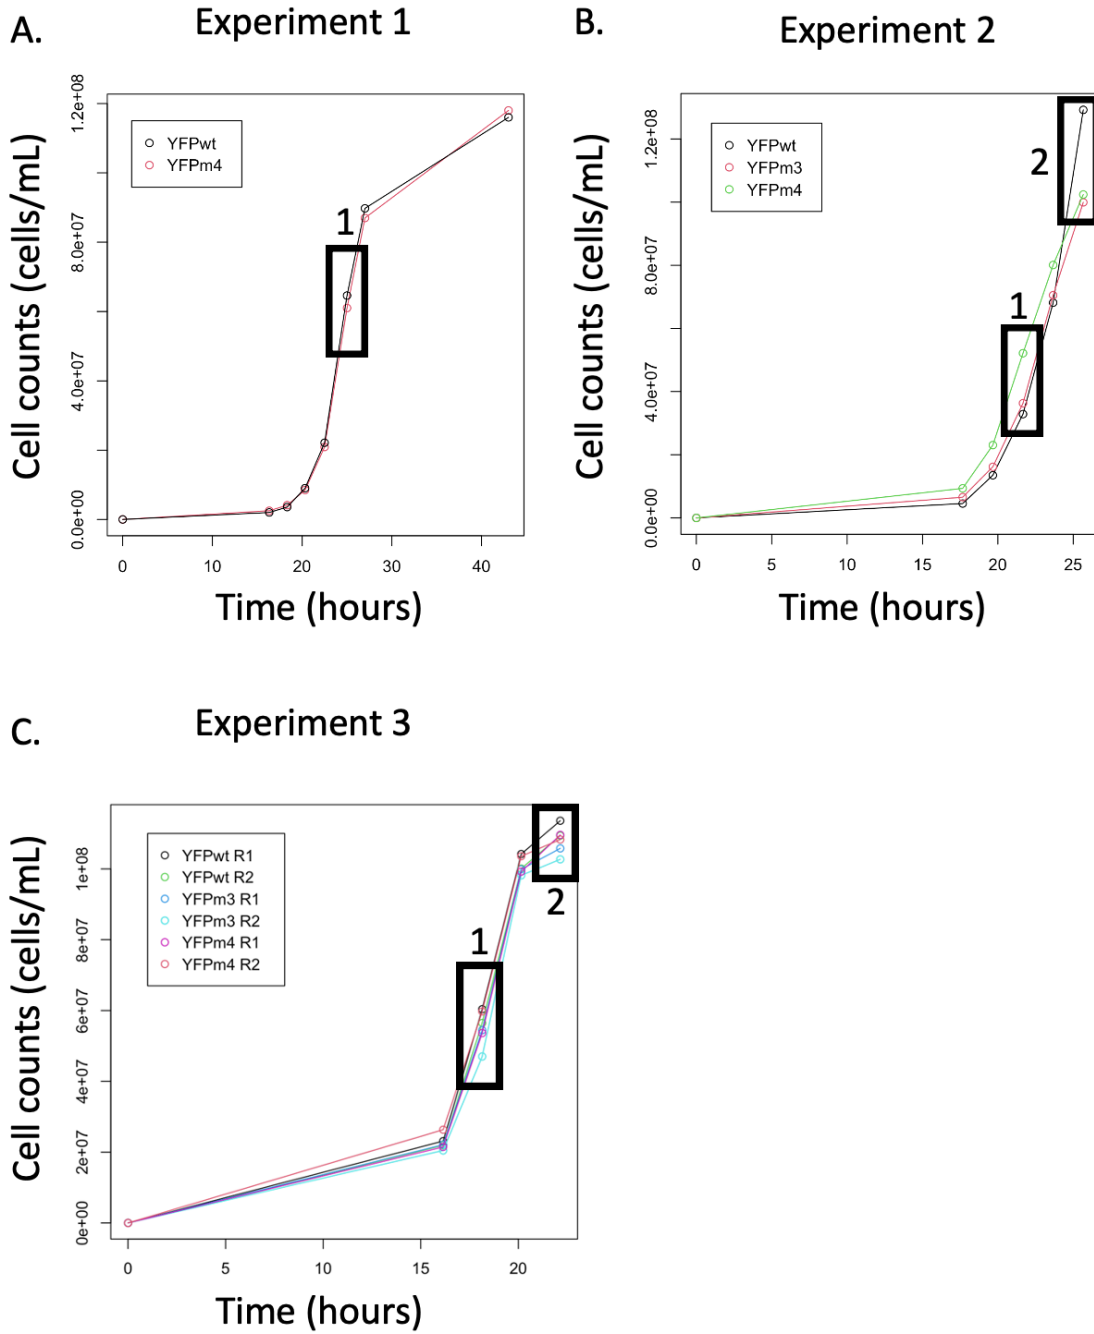 A.
Experiment 1
Cell counts (cells/mL)
0.0e+00
4.0e+07
8.0e+07
1.2e+08
YFPwt
YFPm4
1
0 10 20 30 40
Time (hours)
B.
Experiment 2
Cell counts (cells/mL)
0.0e+00
4.0e+07
8.0e+07
1.2e+08
YFPwt
YFPm3
YFPm4
2
1
0 5 10 15 20 25
Time (hours)
C.
Experiment 3
Cell counts (cells/mL)
0e+00
2e+07
4e+07
6e+07
8e+07
1e+08
YFPwt R1
YFPwt R2
YFPm3 R1
YFPm3 R2
YFPm4 R1
YFPm4 R2
2
1
0 5 10 15 20
Time (hours)